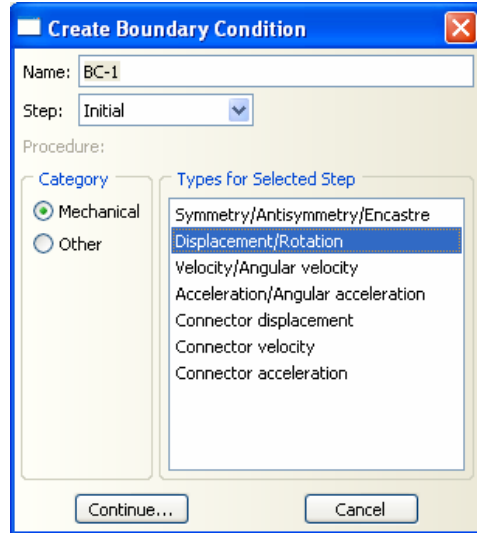 Create Boundary Condition
Name: BC-1
Step: Initial
Procedure:
Category
Mechanical
Other
Types for Selected Step
Symmetry/Antisymmetry/Encastre
Displacement/Rotation
Velocity/Angular velocity
Acceleration/Angular acceleration
Connector displacement
Connector velocity
Connector acceleration
Continue... Cancel